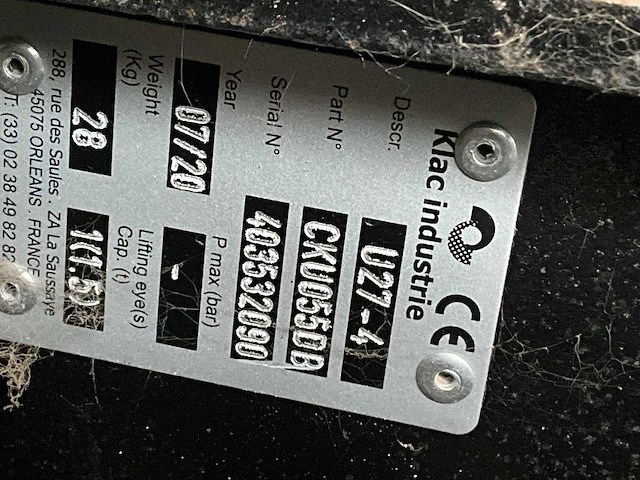 Klac industrie CE
Descr. U27-4
Part N° CKU055DB
Serial N° 403532090
Year 07/20 P max (bar) -
Weight (Kg) 28 Lifting eye(s) Cap. (t) 1(1.5)
288, rue des Saules . ZA La Saussaye
45075 ORLEANS . FRANCE
T: (33) 02 38 49 82 82